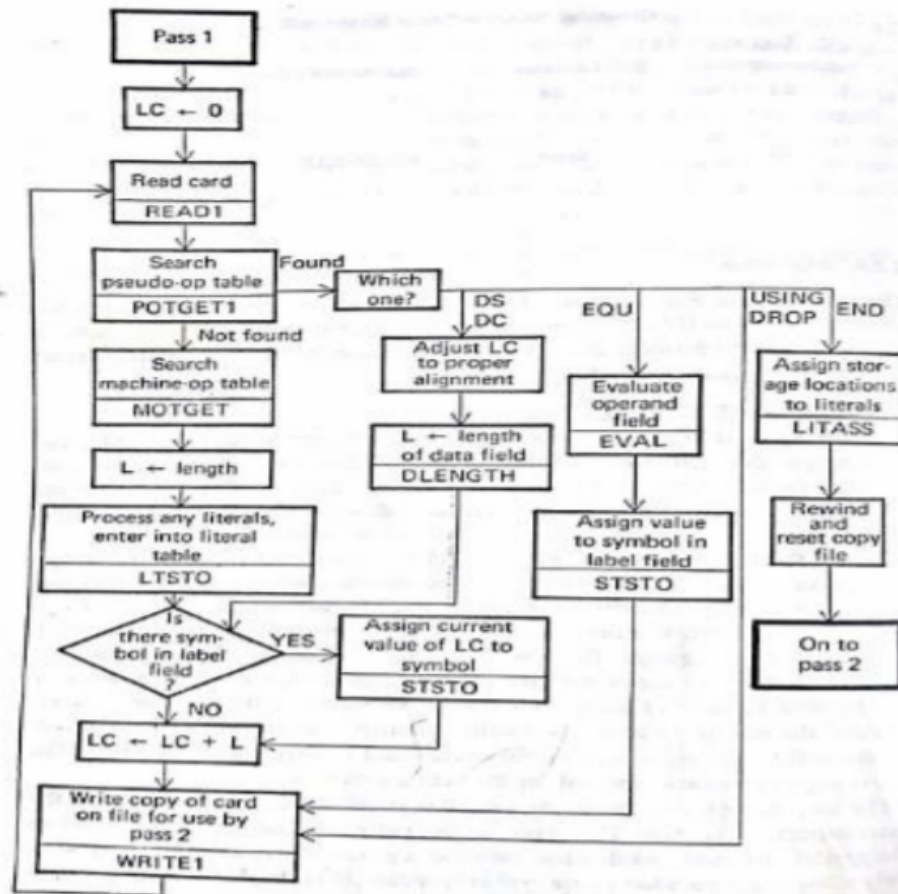 Pass 1
LC ← 0
Read card
READ1
Search
pseudo-op table
POTGET1
Found
Which
one?
Not found
Search
machine-op table
MOTGET
L ← length
Process any literals,
enter into literal
table
LTSTO
Is
there sym-
bol in label
field
?
YES
NO
LC ← LC + L
Write copy of card
on file for use by
pass 2
WRITE1
DS
DC
Adjust LC
to proper
alignment
L ← length
of data field
DLENGTH
Assign current
value of LC to
symbol
STSTO
EQU
Evaluate
operand
field
EVAL
Assign value
to symbol in
label field
STSTO
USING
DROP
END
Assign stor-
age locations
to literals
LITASS
Rewind
and
reset copy
file
On to
pass 2